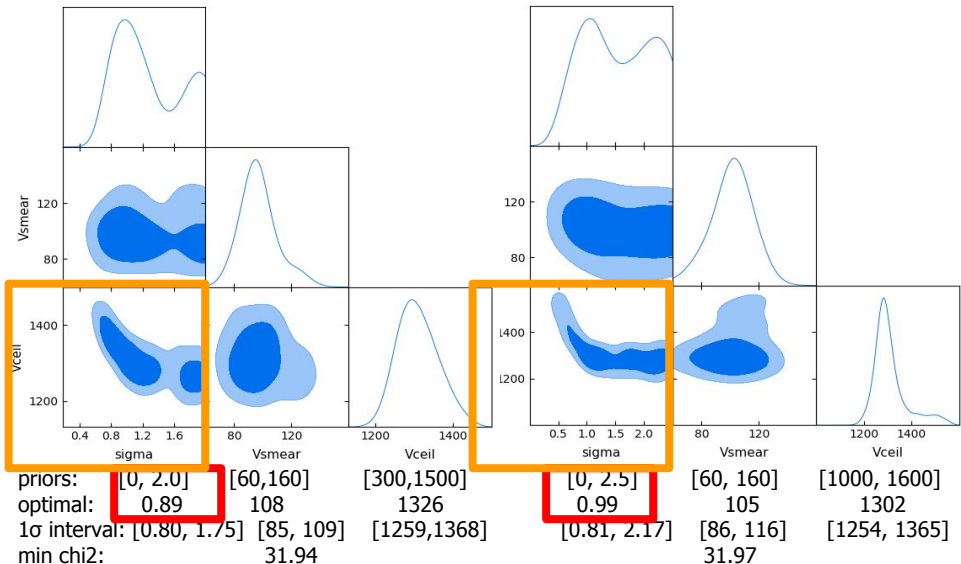 120
80
Vsmear
120
80
1400
1200
Vceil
1400
1200
0.4 0.8 1.2 1.6
80 120
1200 1400
0.5 1.0 1.5 2.0
80 120
1200 1400
sigma Vsmear Vceil
sigma Vsmear Vceil
priors: [0, 2.0] [60,160] [300,1500] [0, 2.5] [60, 160] [1000, 1600]
optimal: 0.89 108 1326 0.99 105 1302
1σ interval: [0.80, 1.75] [85, 109] [1259,1368] [0.81, 2.17] [86, 116] [1254, 1365]
min chi2: 31.94 31.97